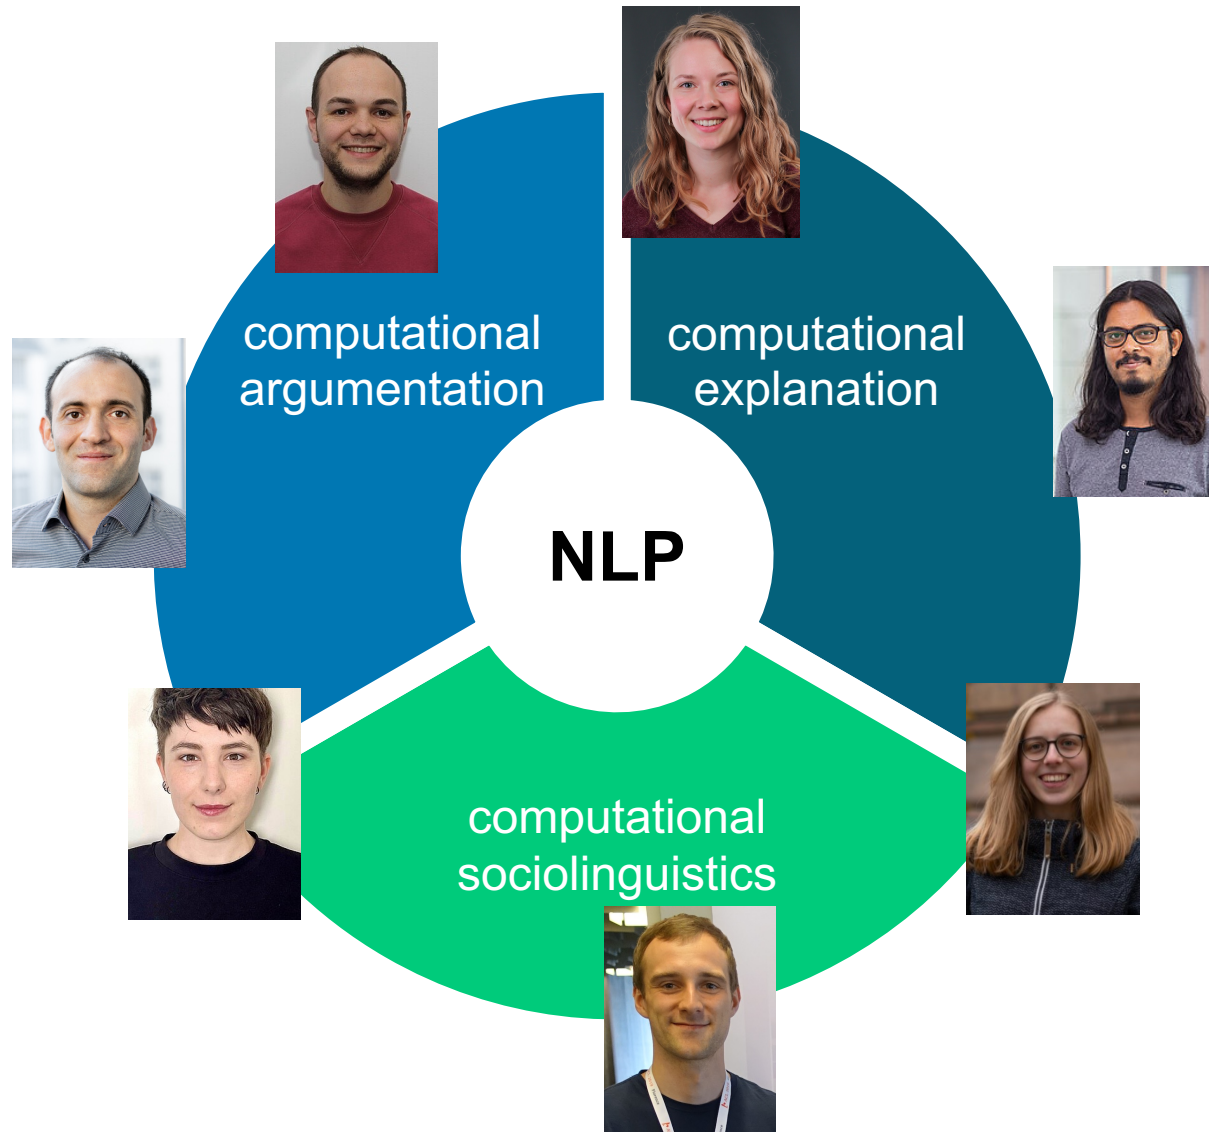 computational
argumentation
computational
explanation
NLP
computational
sociolinguistics